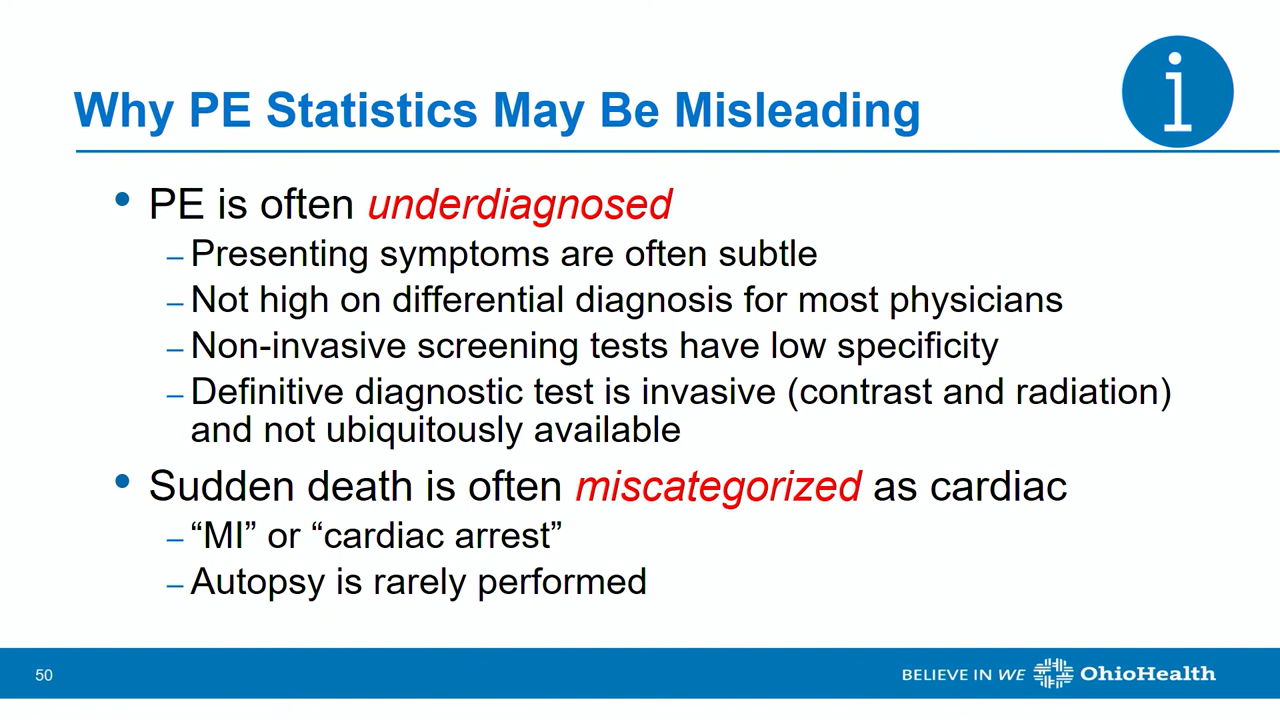 Why PE Statistics May Be Misleading
i
• PE is often underdiagnosed
– Presenting symptoms are often subtle
– Not high on differential diagnosis for most physicians
– Non-invasive screening tests have low specificity
– Definitive diagnostic test is invasive (contrast and radiation)
and not ubiquitously available
• Sudden death is often miscategorized as cardiac
– “MI” or “cardiac arrest”
– Autopsy is rarely performed
50
BELIEVE IN WE OhioHealth